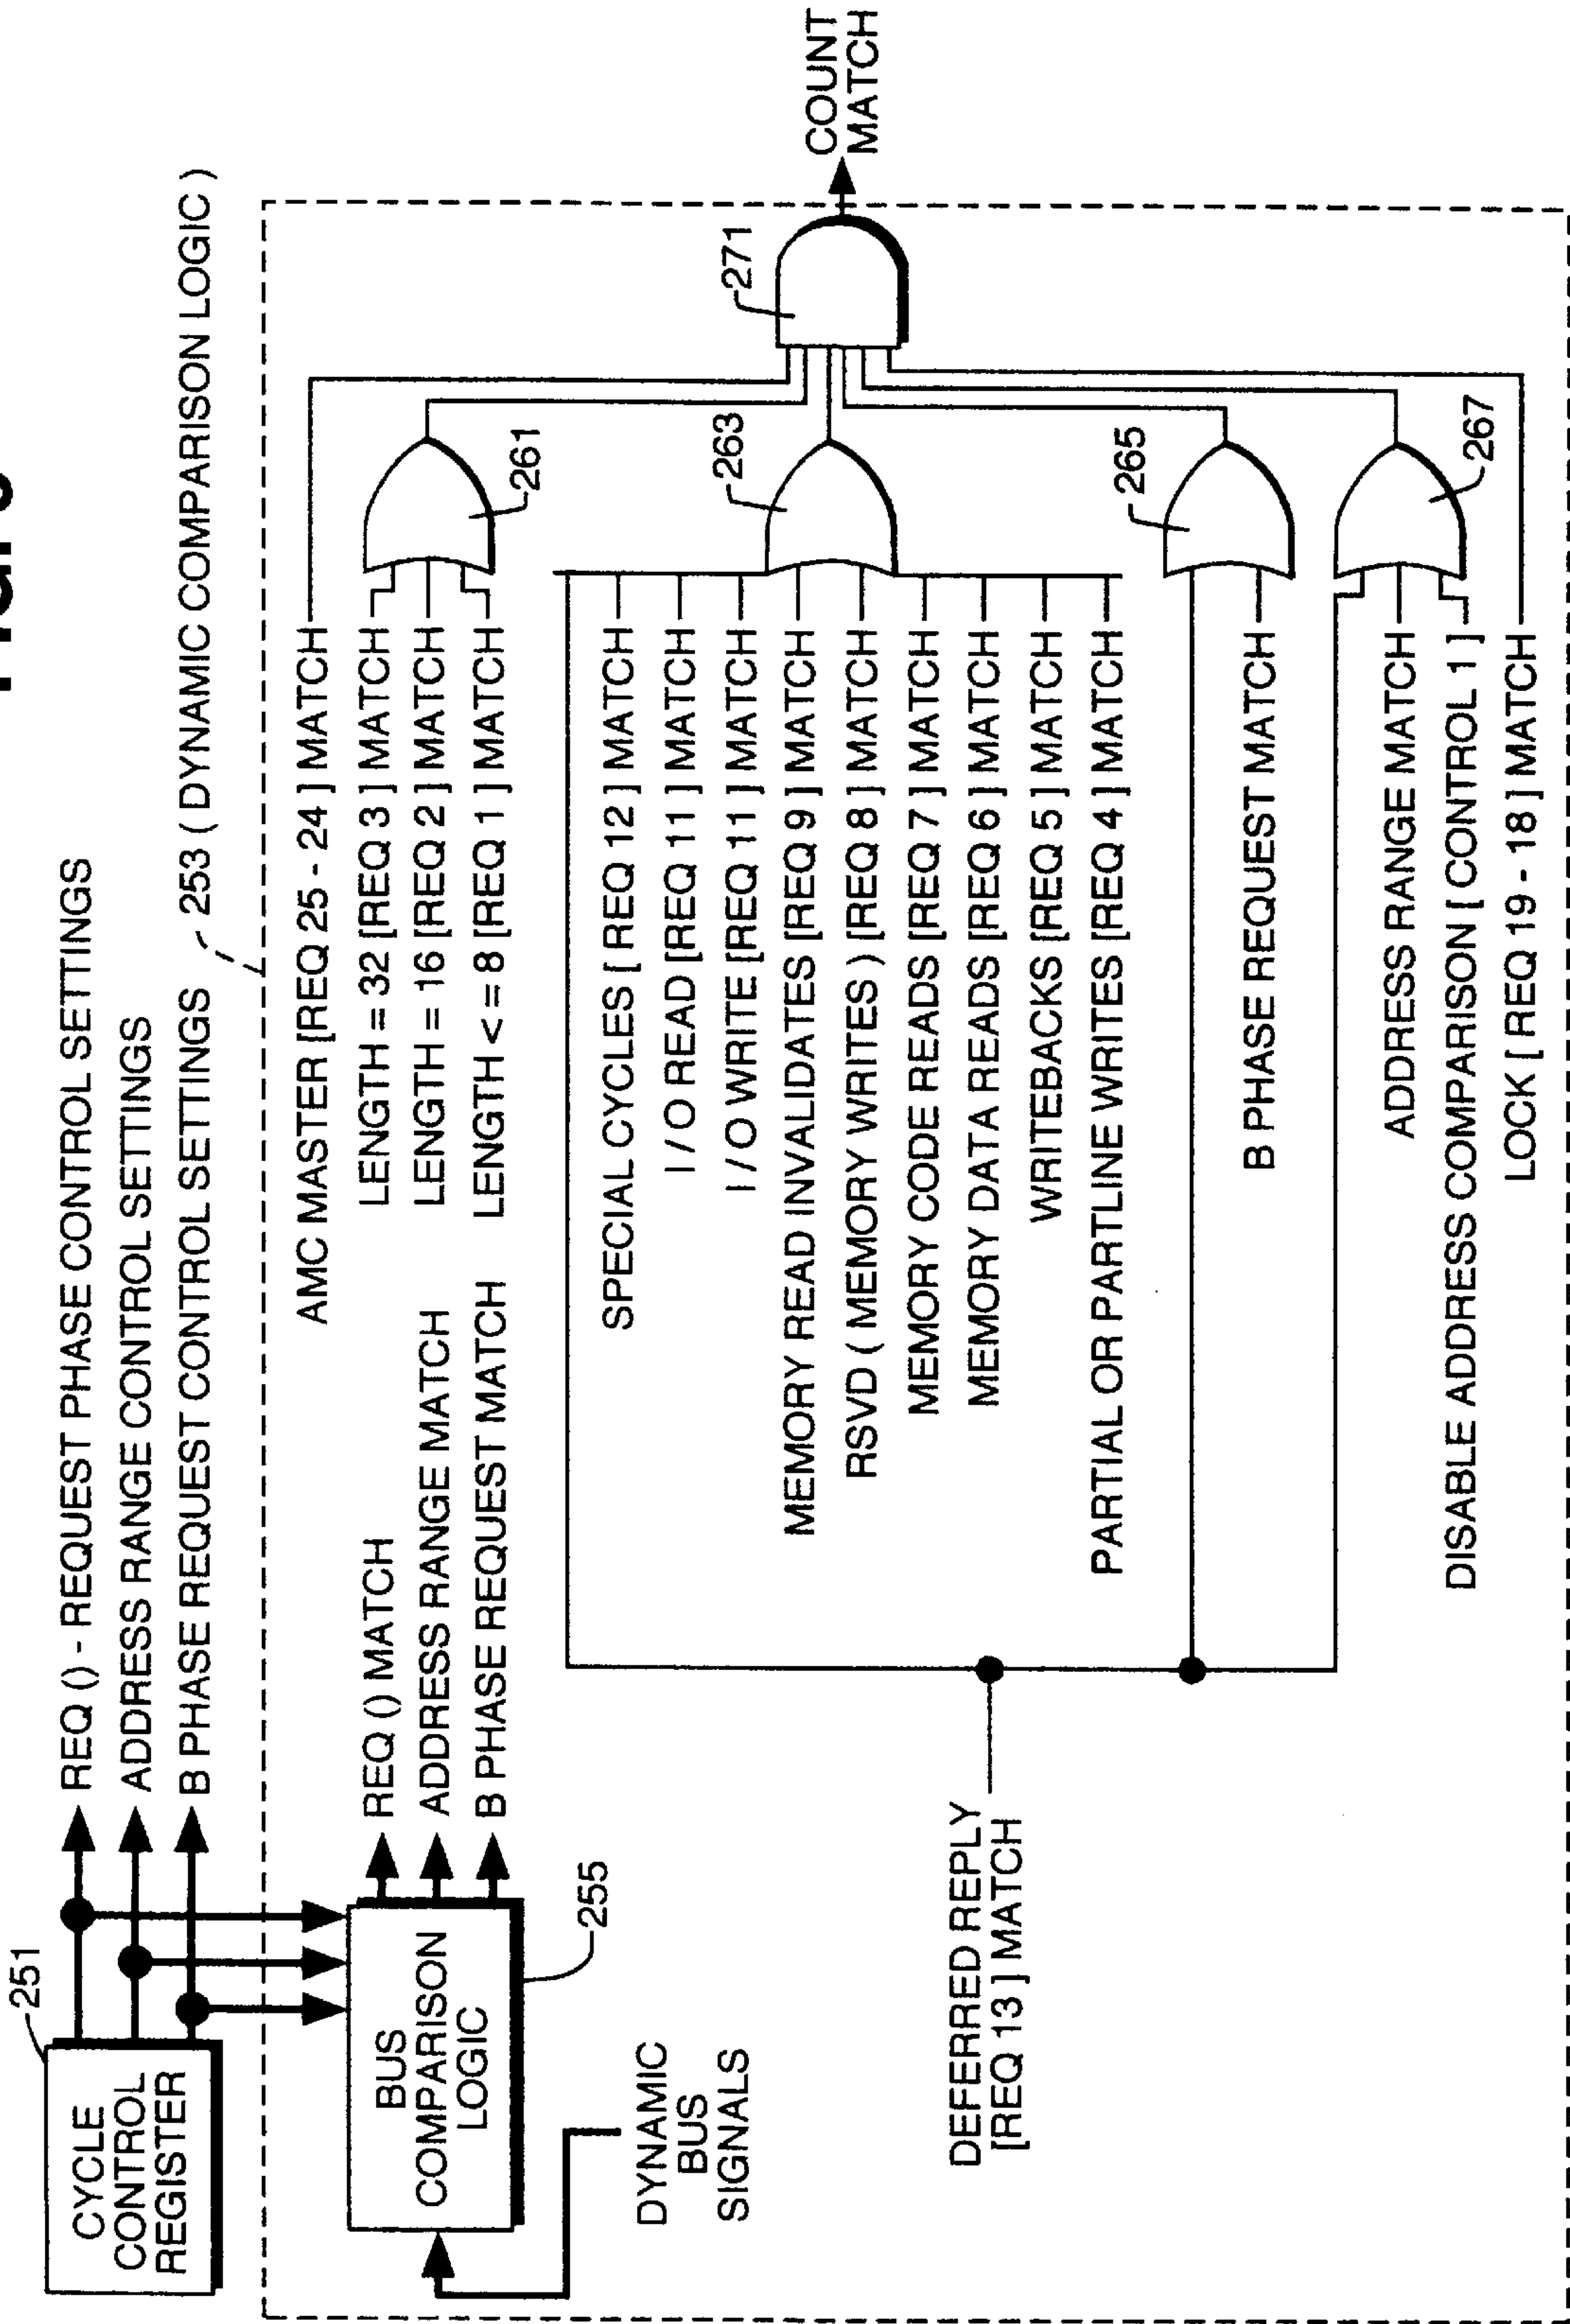 251
CYCLE
CONTROL
REGISTER
REQ () - REQUEST PHASE CONTROL SETTINGS
ADDRESS RANGE CONTROL SETTINGS
B PHASE REQUEST CONTROL SETTINGS
253 ( DYNAMIC COMPARISON LOGIC )
BUS
COMPARISON
LOGIC
255
REQ () MATCH
ADDRESS RANGE MATCH
B PHASE REQUEST MATCH
DYNAMIC
BUS
SIGNALS
AMC MASTER [REQ 25 - 24 ] MATCH
LENGTH = 32 [REQ 3 ] MATCH
LENGTH = 16 [REQ 2 ] MATCH
LENGTH < = 8 [REQ 1 ] MATCH
261
SPECIAL CYCLES [ REQ 12 ] MATCH
I / O READ [REQ 11 ] MATCH
I / O WRITE [REQ 11 ] MATCH
MEMORY READ INVALIDATES [REQ 9 ] MATCH
RSVD ( MEMORY WRITES ) [REQ 8 ] MATCH
MEMORY CODE READS [REQ 7 ] MATCH
MEMORY DATA READS [REQ 6 ] MATCH
WRITEBACKS [REQ 5 ] MATCH
PARTIAL OR PARTLINE WRITES [REQ 4 ] MATCH
263
271
COUNT
MATCH
DEFERRED REPLY
[REQ 13 ] MATCH
B PHASE REQUEST MATCH
265
ADDRESS RANGE MATCH
DISABLE ADDRESS COMPARISON [ CONTROL 1 ]
267
LOCK [ REQ 19 - 18 ] MATCH